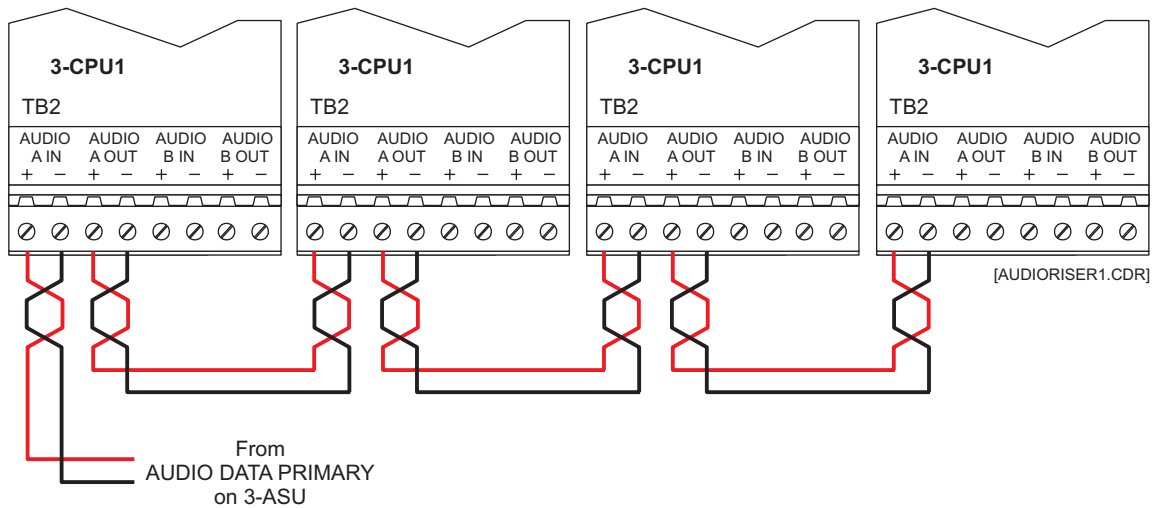 3-CPU1 3-CPU1 3-CPU1 3-CPU1
TB2 TB2 TB2 TB2
AUDIO AUDIO AUDIO AUDIO AUDIO AUDIO AUDIO AUDIO AUDIO AUDIO AUDIO AUDIO AUDIO AUDIO AUDIO AUDIO
A IN A OUT B IN B OUT A IN A OUT B IN B OUT A IN A OUT B IN B OUT A IN A OUT B IN B OUT
+ − + − + − + − + − + − + − + − + − + − + − + − + − + − + − + −
[AUDIORISER1.CDR]
From
AUDIO DATA PRIMARY
on 3-ASU